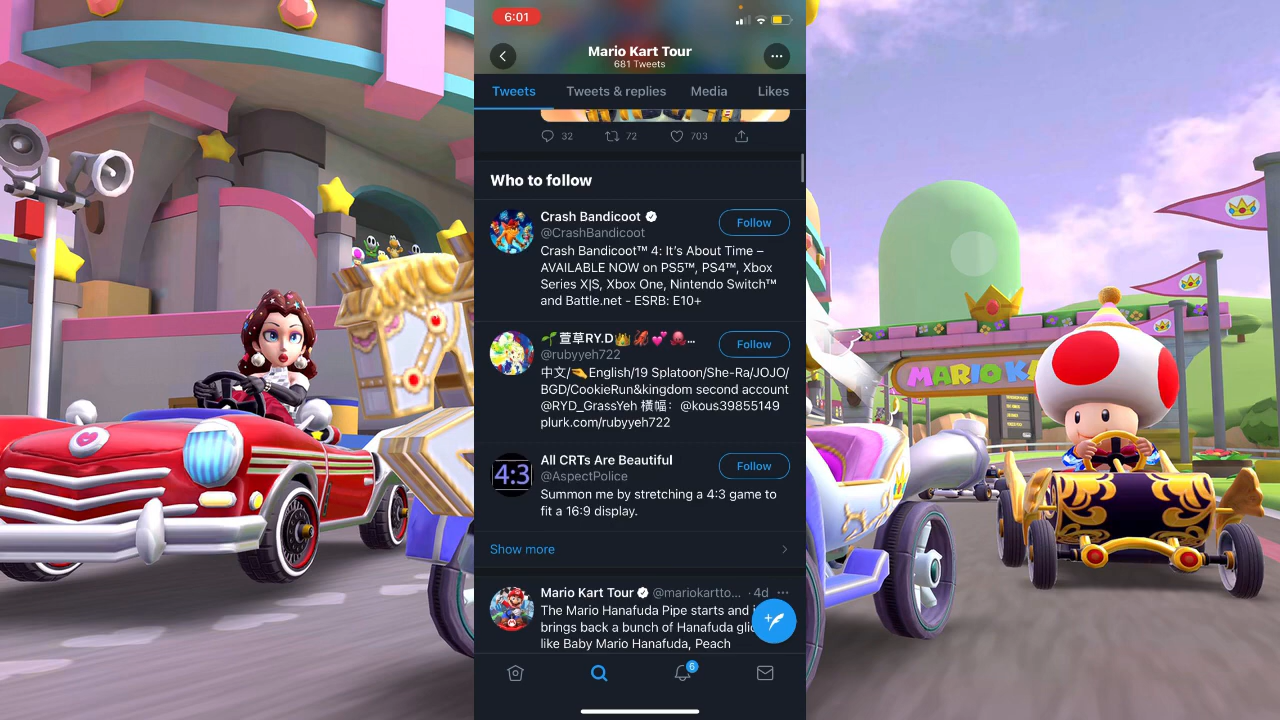 6:01
Mario Kart Tour
681 Tweets
Tweets Tweets & replies Media Likes
32 72 703
Who to follow
Crash Bandicoot
Follow
@CrashBandicoot
Crash Bandicoot™ 4: It’s About Time –
AVAILABLE NOW on PS5™, PS4™, Xbox
Series X|S, Xbox One, Nintendo Switch™
and Battle.net - ESRB: E10+
🌱萱草RY.D👑🦂💕🐙...
Follow
@rubyyeh722
中文/✍English/19 Splatoon/She-Ra/JOJO/
BGD/CookieRun&kingdom second account
@RYD_GrassYeh 橫幅：@kous39855149
plurk.com/rubyyeh722
4:3
All CRTs Are Beautiful
Follow
@AspectPolice
Summon me by stretching a 4:3 game to
fit a 16:9 display.
Show more
Mario Kart Tour @mariokartto... · 4d
The Mario Hanafuda Pipe starts and
brings back a bunch of Hanafuda
like Baby Mario Hanafuda, Peach
6
MARIO